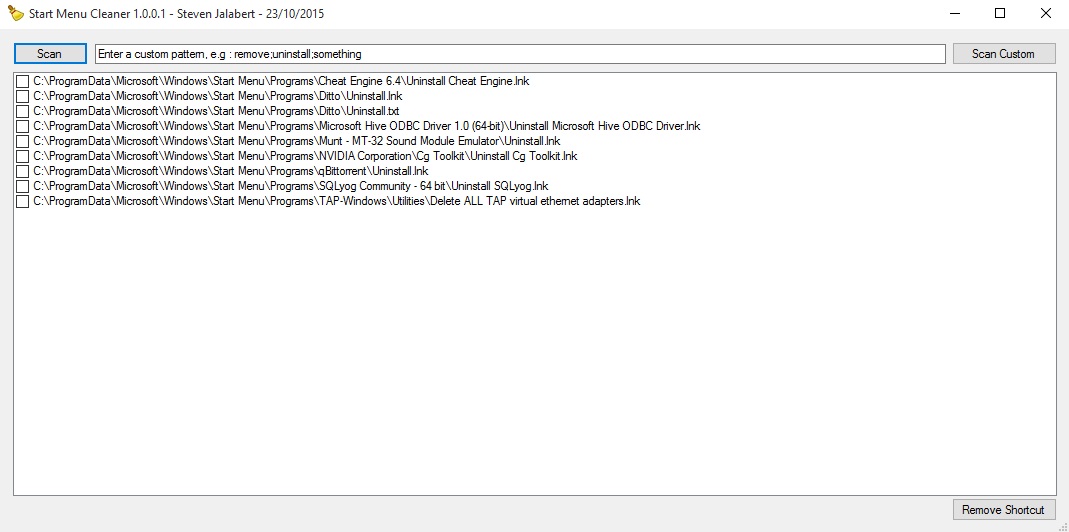 Start Menu Cleaner 1.0.0.1 - Steven Jalabert - 23/10/2015
Scan
Enter a custom pattern, e.g : remove;uninstall;something
Scan Custom
C:\ProgramData\Microsoft\Windows\Start Menu\Programs\Cheat Engine 6.4\Uninstall Cheat Engine.lnk
C:\ProgramData\Microsoft\Windows\Start Menu\Programs\Ditto\Uninstall.lnk
C:\ProgramData\Microsoft\Windows\Start Menu\Programs\Ditto\Uninstall.txt
C:\ProgramData\Microsoft\Windows\Start Menu\Programs\Microsoft Hive ODBC Driver 1.0 (64-bit)\Uninstall Microsoft Hive ODBC Driver.lnk
C:\ProgramData\Microsoft\Windows\Start Menu\Programs\Munt - MT-32 Sound Module Emulator\Uninstall.lnk
C:\ProgramData\Microsoft\Windows\Start Menu\Programs\NVIDIA Corporation\Cg Toolkit\Uninstall Cg Toolkit.lnk
C:\ProgramData\Microsoft\Windows\Start Menu\Programs\qBittorrent\Uninstall.lnk
C:\ProgramData\Microsoft\Windows\Start Menu\Programs\SQLyog Community - 64 bit\Uninstall SQLyog.lnk
C:\ProgramData\Microsoft\Windows\Start Menu\Programs\TAP-Windows\Utilities\Delete ALL TAP virtual ethernet adapters.lnk
Remove Shortcut